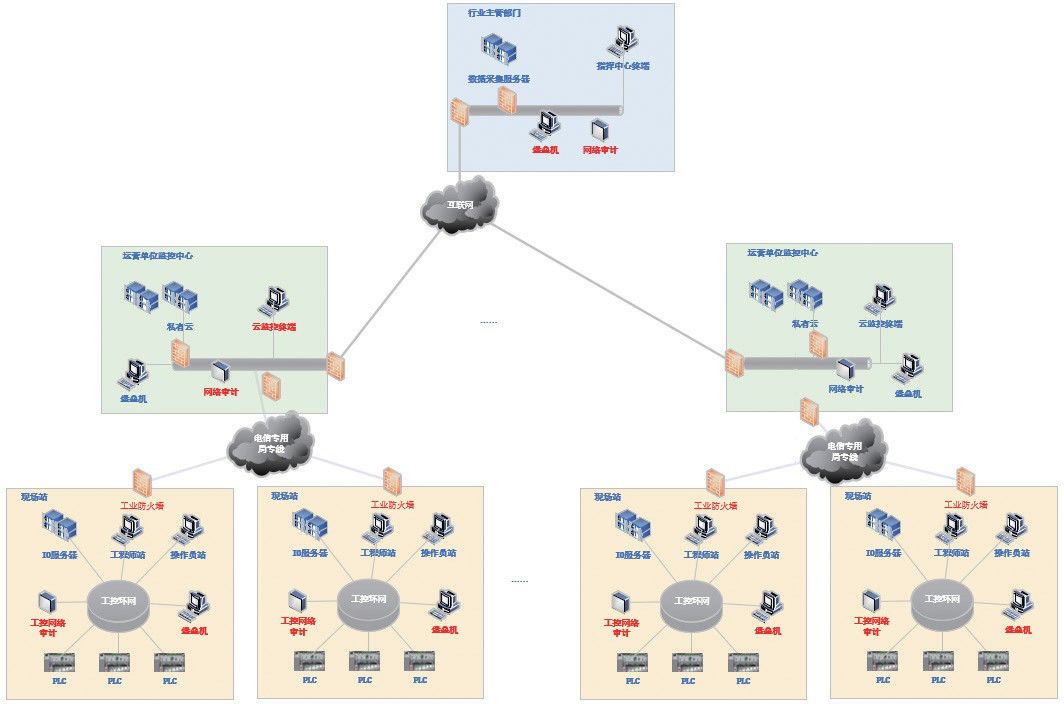 行业主管部门
指挥中心终端
数据采集服务器
堡垒机
网络审计
互联网
运营单位监控中心
私有云
云监控终端
堡垒机
网络审计
……
运营单位监控中心
私有云
云监控终端
网络审计
堡垒机
电信专用
局专线
电信专用
局专线
现场站
工业防火墙
IO服务器
工程师站
操作员站
工控环网
工控网络
审计
堡垒机
PLC
PLC
PLC
现场站
工业防火墙
IO服务器
工程师站
操作员站
工控环网
工控网络
审计
堡垒机
PLC
PLC
PLC
……
现场站
工业防火墙
IO服务器
工程师站
操作员站
工控环网
工控网络
审计
堡垒机
PLC
PLC
PLC
现场站
工业防火墙
IO服务器
工程师站
操作员站
工控环网
工控网络
审计
堡垒机
PLC
PLC
PLC